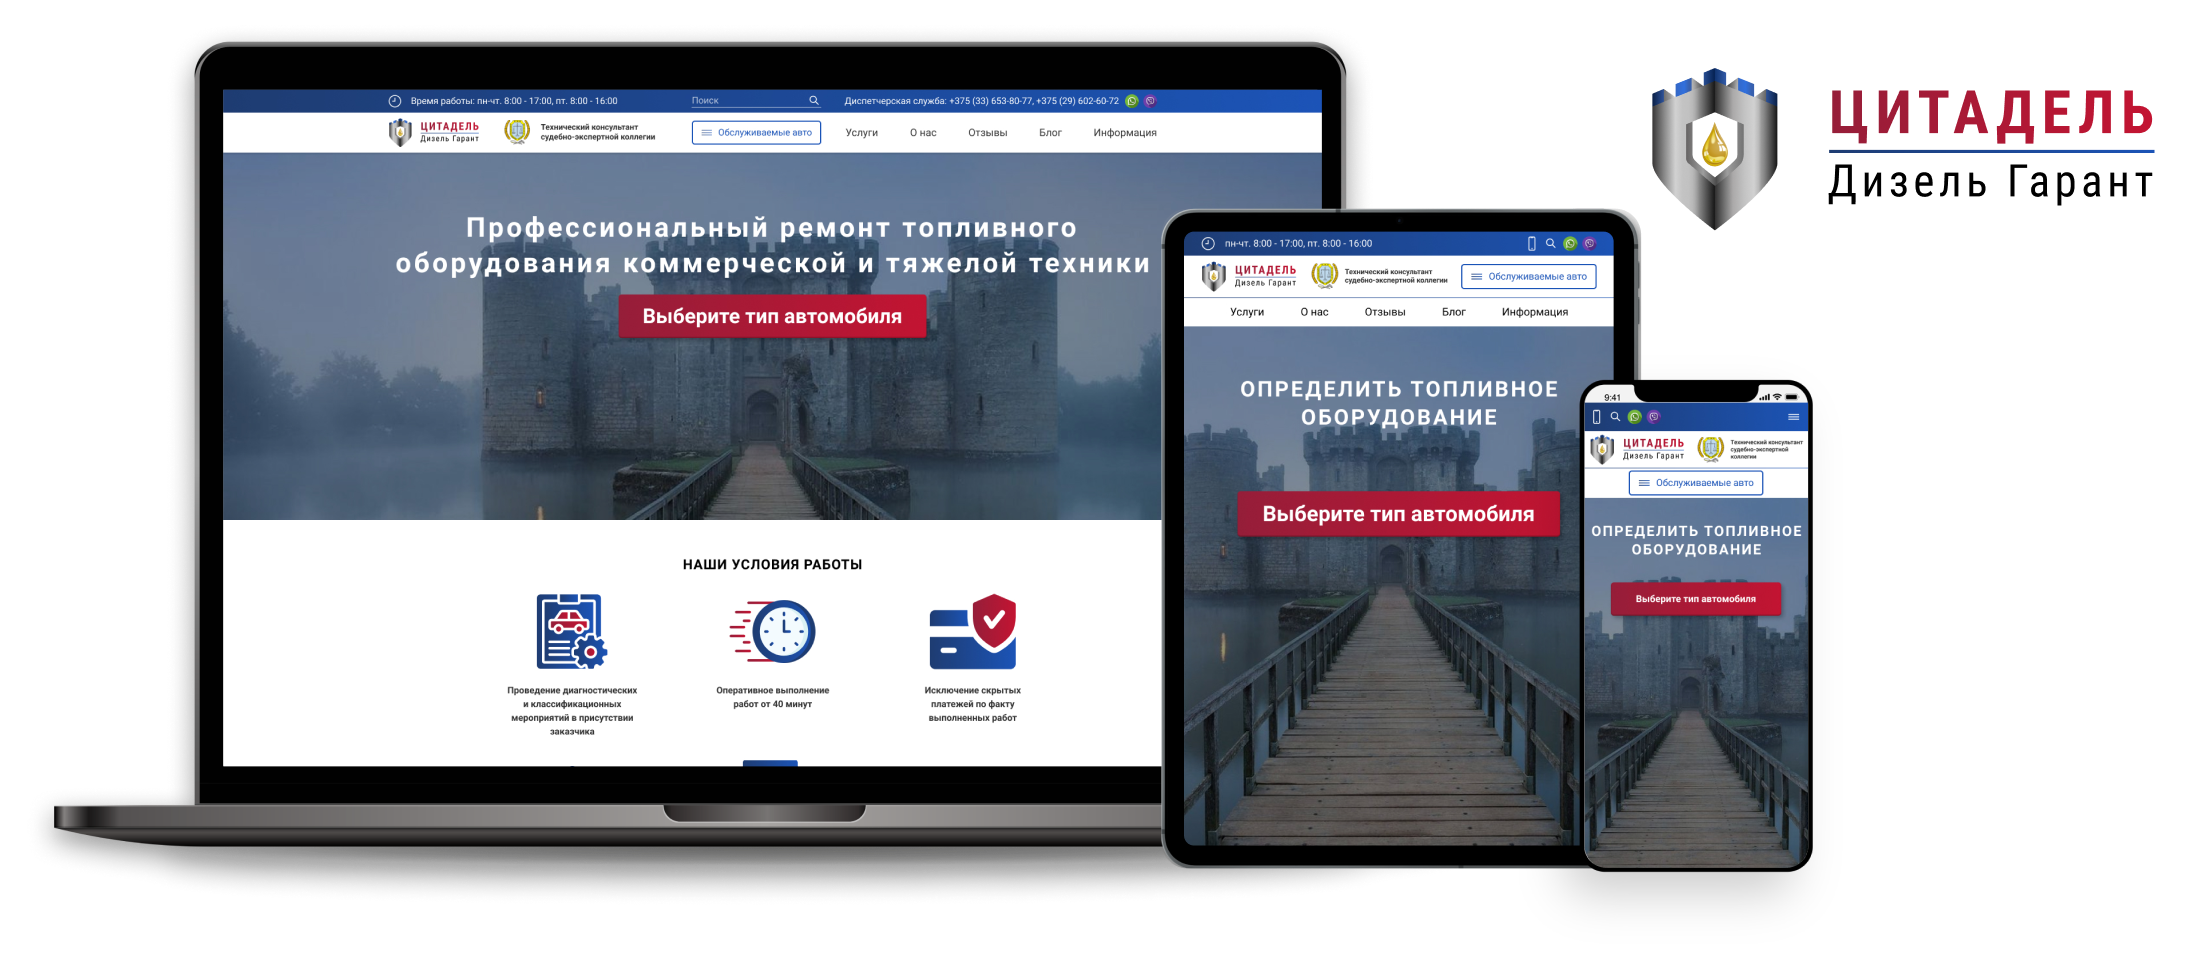 Время работы: пн-чт. 8:00 - 17:00, пт. 8:00 - 16:00
Поиск
Диспетчерская служба: +375 (33) 653-80-77, +375 (29) 602-60-72
ЦИТАДЕЛЬ
Дизель Гарант
Технический консультант
судебно-экспертной коллегии
Обслуживаемые авто
Услуги
О нас
Отзывы
Блог
Информация
Профессиональный ремонт топливного
оборудования коммерческой и тяжелой техники
Выберите тип автомобиля
НАШИ УСЛОВИЯ РАБОТЫ
Проведение диагностических
и классификационных
мероприятий в присутствии
заказчика
Оперативное выполнение
работ от 40 минут
Исключение скрытых
платежей по факту
выполненных работ
ЦИТАДЕЛЬ
Дизель Гарант
пн-чт. 8:00 - 17:00, пт. 8:00 - 16:00
ЦИТАДЕЛЬ
Дизель Гарант
Технический консультант
судебно-экспертной коллегии
Обслуживаемые авто
Услуги
О нас
Отзывы
Блог
Информация
ОПРЕДЕЛИТЬ ТОПЛИВНОЕ
ОБОРУДОВАНИЕ
Выберите тип автомобиля
9:41
ЦИТАДЕЛЬ
Дизель Гарант
Технический консультант
судебно-экспертной
коллегии
Обслуживаемые авто
ОПРЕДЕЛИТЬ ТОПЛИВНОЕ
ОБОРУДОВАНИЕ
Выберите тип автомобиля